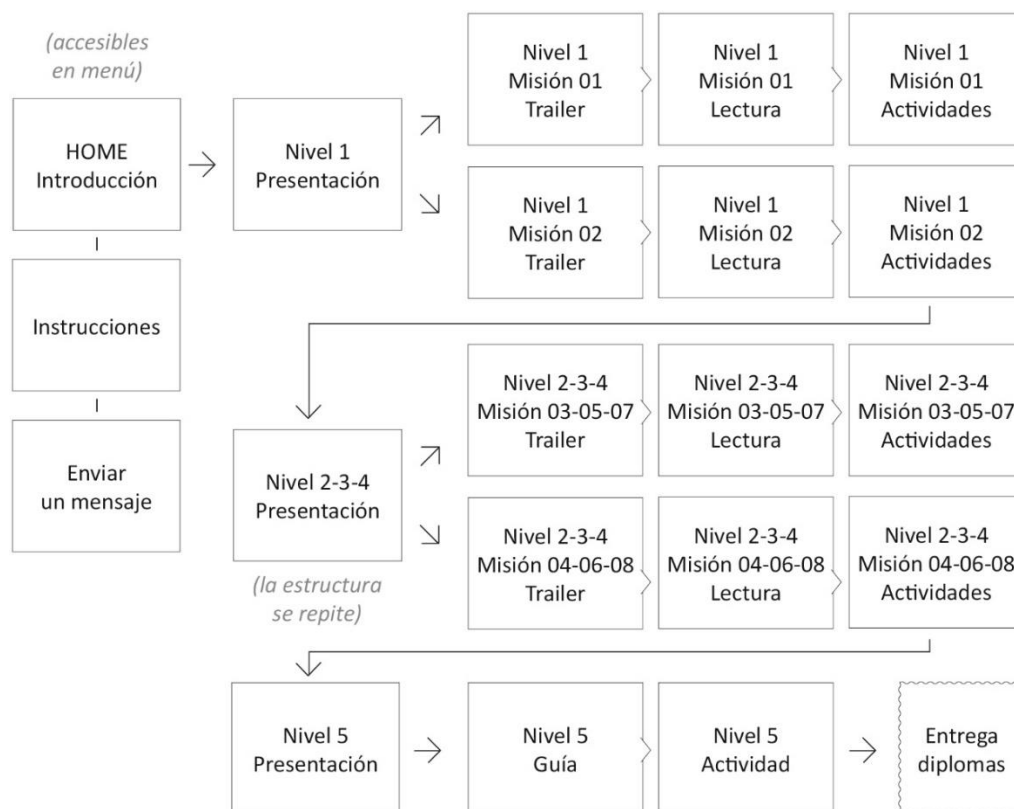 (accesibles
en menú)
HOME
Introducción
Instrucciones
Enviar
un mensaje
Nivel 1
Presentación
Nivel 1
Misión 01
Trailer
Nivel 1
Misión 01
Lectura
Nivel 1
Misión 01
Actividades
Nivel 1
Misión 02
Trailer
Nivel 1
Misión 02
Lectura
Nivel 1
Misión 02
Actividades
Nivel 2-3-4
Presentación
(la estructura
se repite)
Nivel 2-3-4
Misión 03-05-07
Trailer
Nivel 2-3-4
Misión 03-05-07
Lectura
Nivel 2-3-4
Misión 03-05-07
Actividades
Nivel 2-3-4
Misión 04-06-08
Trailer
Nivel 2-3-4
Misión 04-06-08
Lectura
Nivel 2-3-4
Misión 04-06-08
Actividades
Nivel 5
Presentación
Nivel 5
Guía
Nivel 5
Actividad
Entrega
diplomas